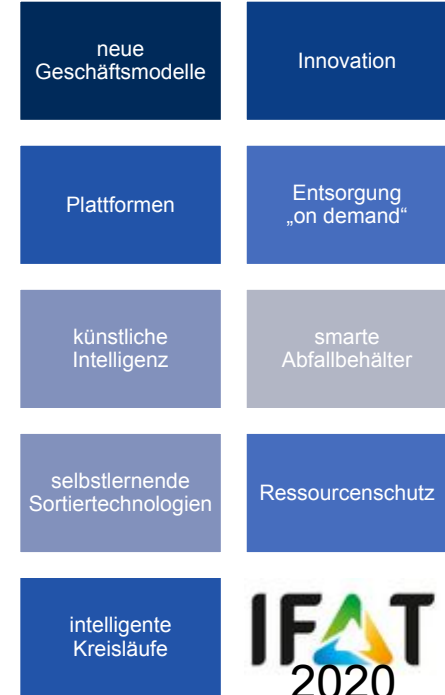 neue
Geschäftsmodelle
Innovation
Plattformen
Entsorgung
„on demand“
künstliche
Intelligenz
smarte
Abfallbehälter
selbstlernende
Sortiertechnologien
Ressourcenschutz
intelligente
Kreisläufe
IFAT
2020